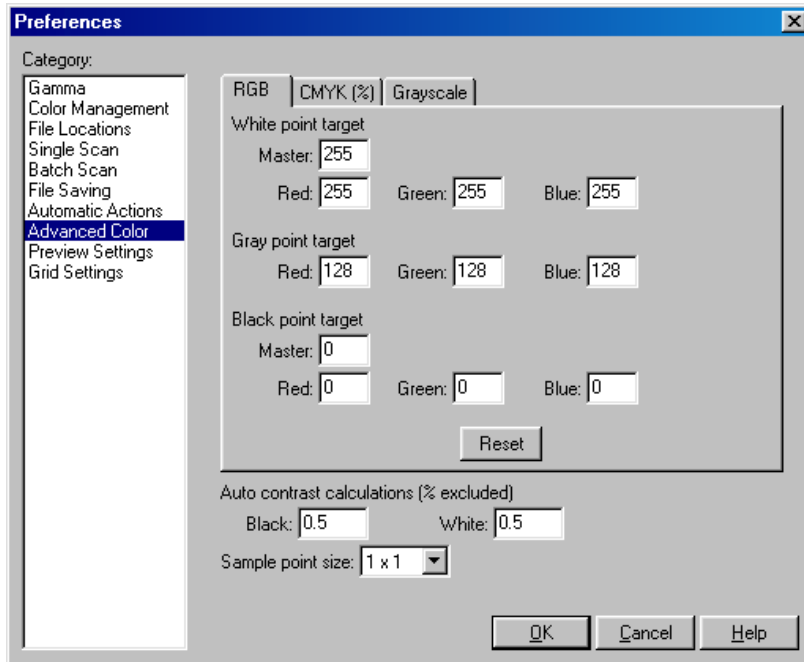 Preferences
Category:
Gamma
Color Management
File Locations
Single Scan
Batch Scan
File Saving
Automatic Actions
Advanced Color
Preview Settings
Grid Settings
RGB CMYK (%) Grayscale
White point target
Master: 255
Red: 255 Green: 255 Blue: 255
Gray point target
Red: 128 Green: 128 Blue: 128
Black point target
Master: 0
Red: 0 Green: 0 Blue: 0
Reset
Auto contrast calculations (% excluded)
Black: 0.5 White: 0.5
Sample point size: 1 x 1
OK Cancel Help